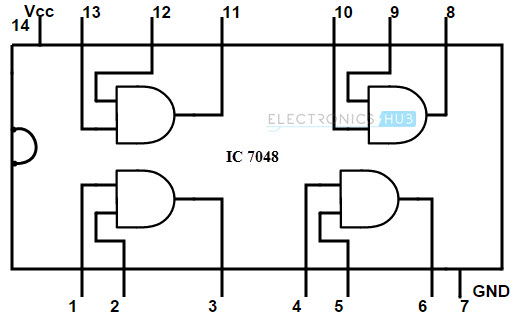 Vcc
14 13 12 11 10 9 8
ELECTRONICS HUB
IC 7048
1 2 3 4 5 6 7 GND